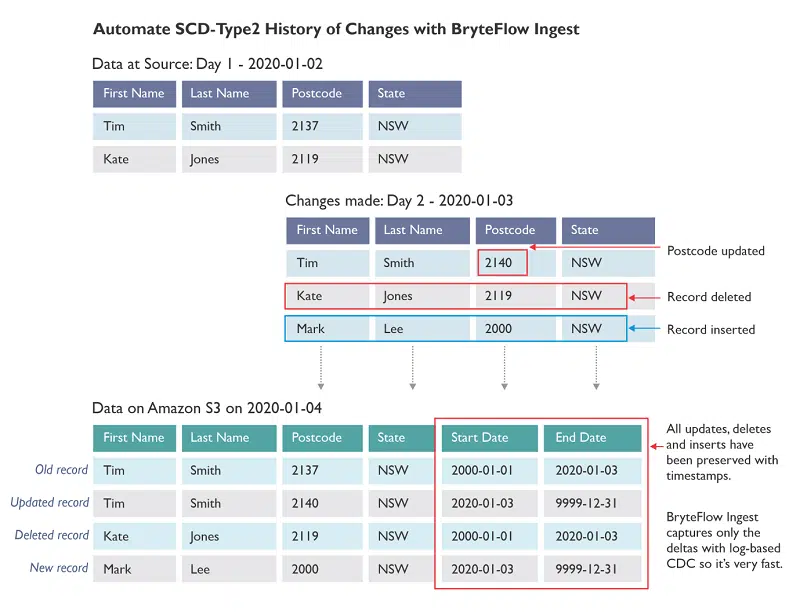 Automate SCD-Type2 History of Changes with BryteFlow Ingest
Data at Source: Day 1 - 2020-01-02
First Name Last Name Postcode State
Tim Smith 2137 NSW
Kate Jones 2119 NSW
Changes made: Day 2 - 2020-01-03
First Name Last Name Postcode State
Tim Smith 2140 NSW
Postcode updated
Kate Jones 2119 NSW
Record deleted
Mark Lee 2000 NSW
Record inserted
Data on Amazon S3 on 2020-01-04
First Name Last Name Postcode State Start Date End Date
Old record Tim Smith 2137 NSW 2000-01-01 2020-01-03
Updated record Tim Smith 2140 NSW 2020-01-03 9999-12-31
Deleted record Kate Jones 2119 NSW 2000-01-01 2020-01-03
New record Mark Lee 2000 NSW 2020-01-03 9999-12-31
All updates, deletes
and inserts have
been preserved with
timestamps.
BryteFlow Ingest
captures only the
deltas with log-based
CDC so it's very fast.